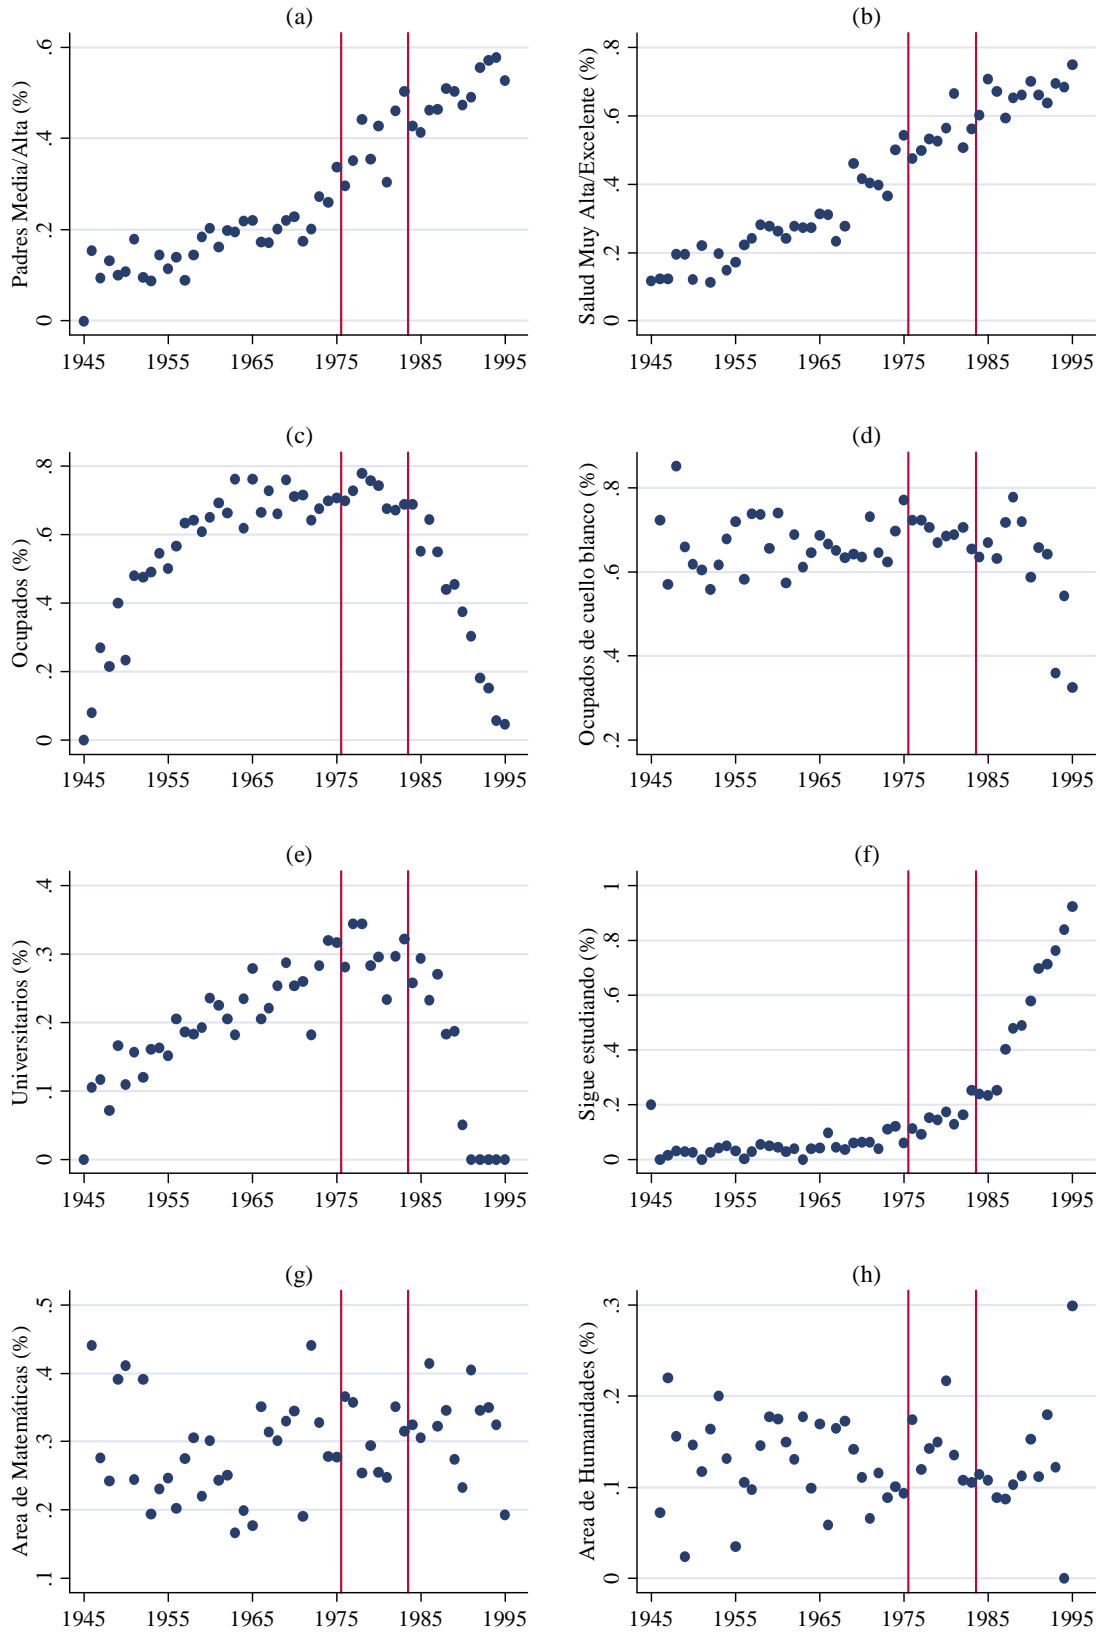 (a)
Padres Media/Alta (%)
.6
.4
.2
0
1945 1955 1965 1975 1985 1995
(b)
Salud Muy Alta/Excelente (%)
.8
.6
.4
.2
0
1945 1955 1965 1975 1985 1995
(c)
Ocupados (%)
.8
.6
.4
.2
0
1945 1955 1965 1975 1985 1995
(d)
Ocupados de cuello blanco (%)
.8
.6
.4
.2
1945 1955 1965 1975 1985 1995
(e)
Universitarios (%)
.4
.3
.2
.1
0
1945 1955 1965 1975 1985 1995
(f)
Sigue estudiando (%)
1
.8
.6
.4
.2
0
1945 1955 1965 1975 1985 1995
(g)
Area de Matemáticas (%)
.5
.4
.3
.2
.1
1945 1955 1965 1975 1985 1995
(h)
Area de Humanidades (%)
.3
.2
.1
0
1945 1955 1965 1975 1985 1995